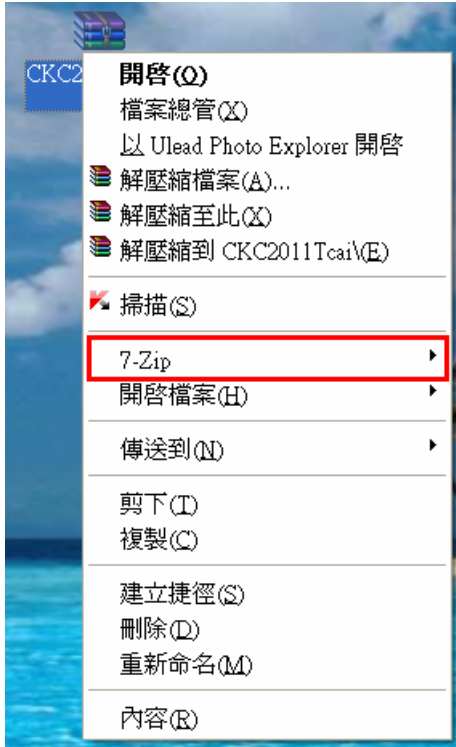 CKC2
開啓(O)
檔案總管(X)
以 Ulead Photo Explorer 開啓
解壓縮檔案(A)...
解壓縮至此(X)
解壓縮到 CKC2011Tcai\(E)
掃描(S)
7-Zip
開啓檔案(H)
傳送到(N)
剪下(T)
複製(C)
建立捷徑(S)
刪除(D)
重新命名(M)
內容(R)